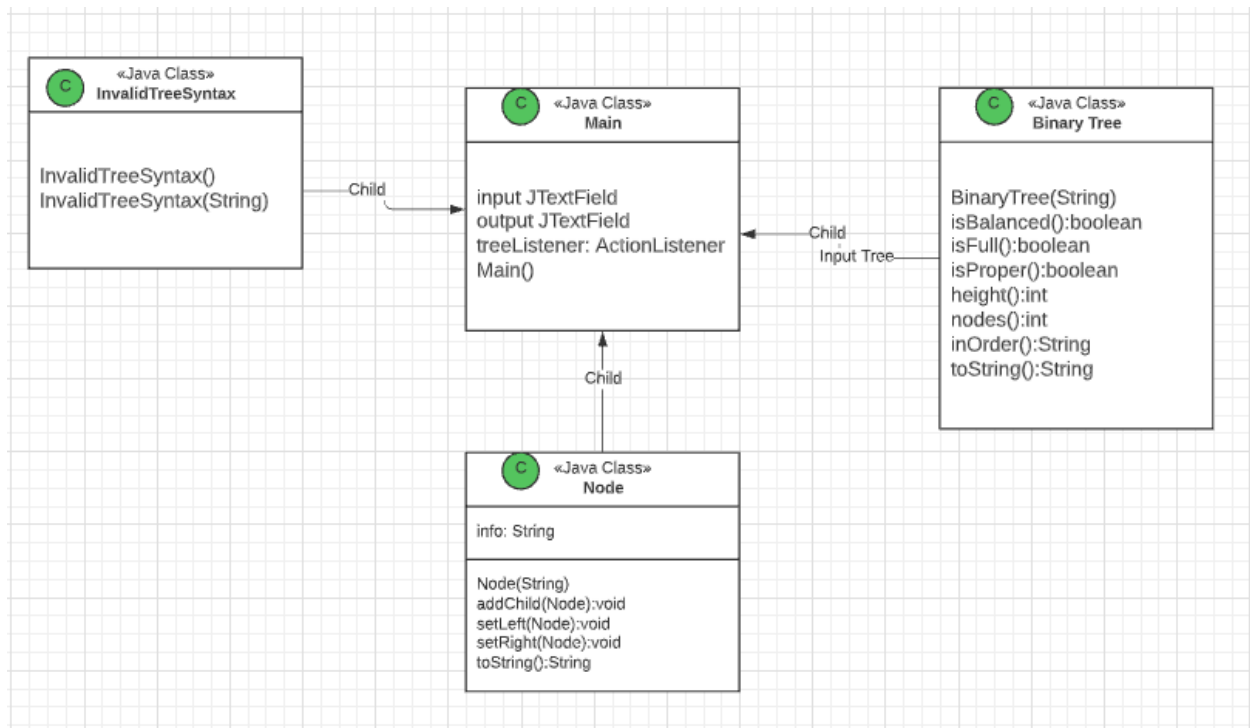 C
«Java Class»
InvalidTreeSyntax
InvalidTreeSyntax()
InvalidTreeSyntax(String)
Child
C
«Java Class»
Main
input JTextField
output JTextField
treeListener: ActionListener
Main()
Child
Input Tree
C
«Java Class»
Binary Tree
BinaryTree(String)
isBalanced():boolean
isFull():boolean
isProper():boolean
height():int
nodes():int
inOrder():String
toString():String
Child
C
«Java Class»
Node
info: String
Node(String)
addChild(Node):void
setLeft(Node):void
setRight(Node):void
toString():String